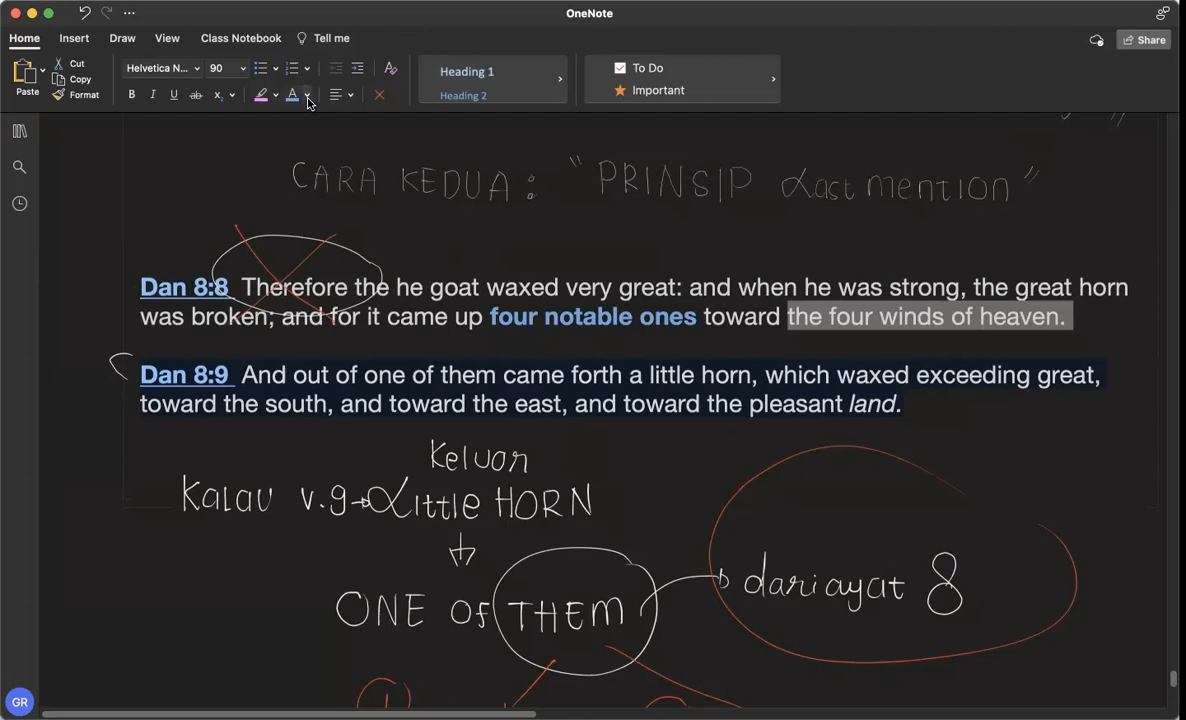 OneNote
Home Insert Draw View Class Notebook Tell me Share
Paste
Cut
Copy
Format
Helvetica N... 90
B I U ab x A
Heading 1
Heading 2
To Do
Important
CARA KEDUA : "PRINSIP Last mention"
Dan 8:8 Therefore the he goat waxed very great: and when he was strong, the great horn
was broken; and for it came up four notable ones toward the four winds of heaven.
Dan 8:9 And out of one of them came forth a little horn, which waxed exceeding great,
toward the south, and toward the east, and toward the pleasant land.
Keluar
Kalau v.9 → Little HORN
ONE Of THEM dari ayat 8
1
GR